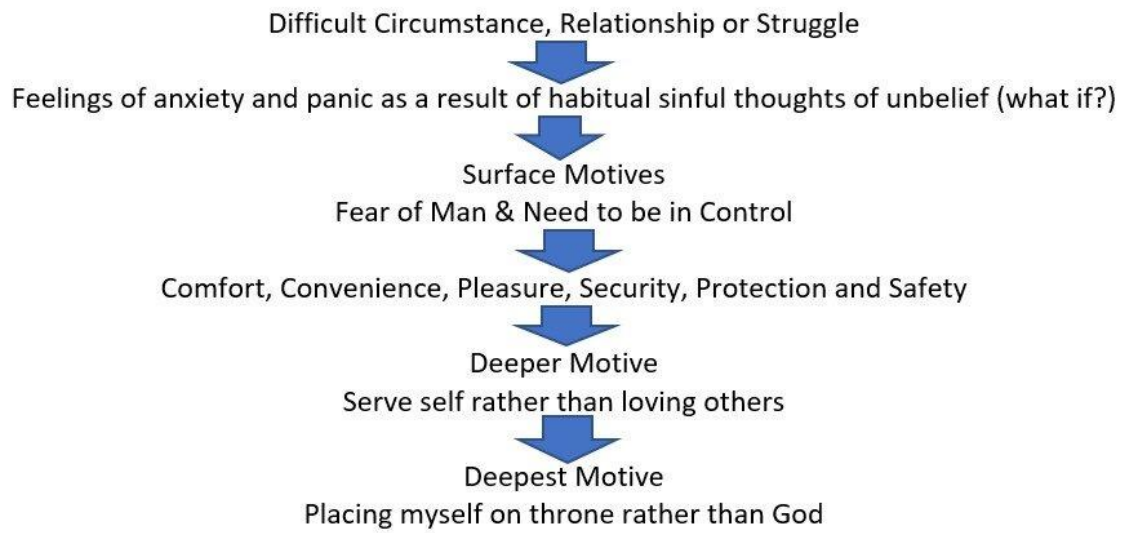 Difficult Circumstance, Relationship or Struggle
Feelings of anxiety and panic as a result of habitual sinful thoughts of unbelief (what if?)
Surface Motives
Fear of Man & Need to be in Control
Comfort, Convenience, Pleasure, Security, Protection and Safety
Deeper Motive
Serve self rather than loving others
Deepest Motive
Placing myself on throne rather than God